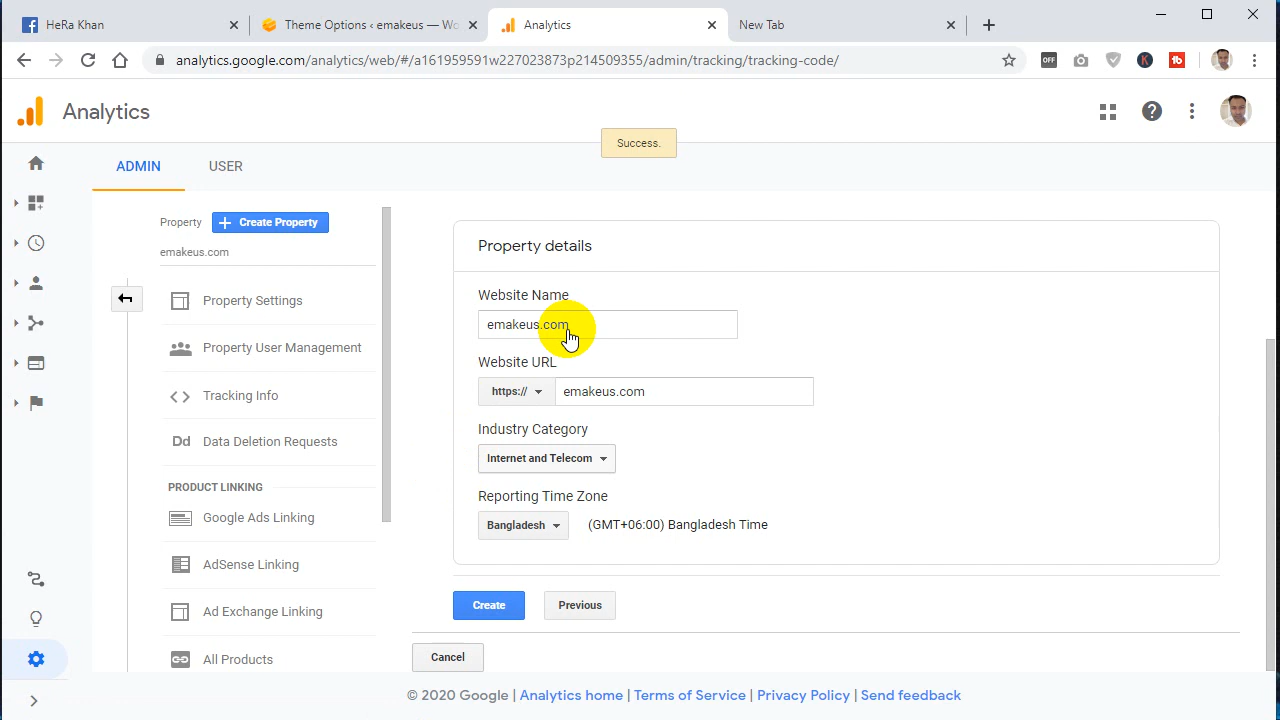 HeRa Khan
Theme Options ‹ emakeus — Wo
Analytics
New Tab
analytics.google.com/analytics/web/#/a161959591w227023873p214509355/admin/tracking/tracking-code/
OFF
K
Analytics
Success.
ADMIN
USER
Property
Create Property
emakeus.com
Property Settings
Property User Management
Tracking Info
Dd
Data Deletion Requests
PRODUCT LINKING
Google Ads Linking
AdSense Linking
Ad Exchange Linking
All Products
Property details
Website Name
emakeus.com
Website URL
https://
emakeus.com
Industry Category
Internet and Telecom
Reporting Time Zone
Bangladesh
(GMT+06:00) Bangladesh Time
Create
Previous
Cancel
© 2020 Google | Analytics home | Terms of Service | Privacy Policy | Send feedback